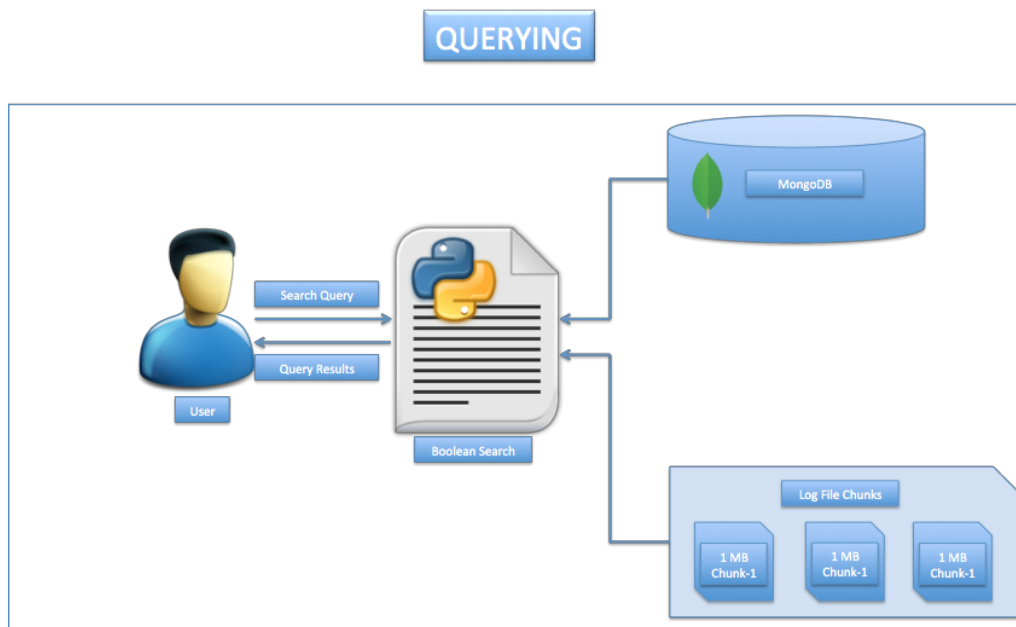 QUERYING
MongoDB
Search Query
Query Results
User
Boolean Search
Log File Chunks
1 MB
Chunk-1
1 MB
Chunk-1
1 MB
Chunk-1